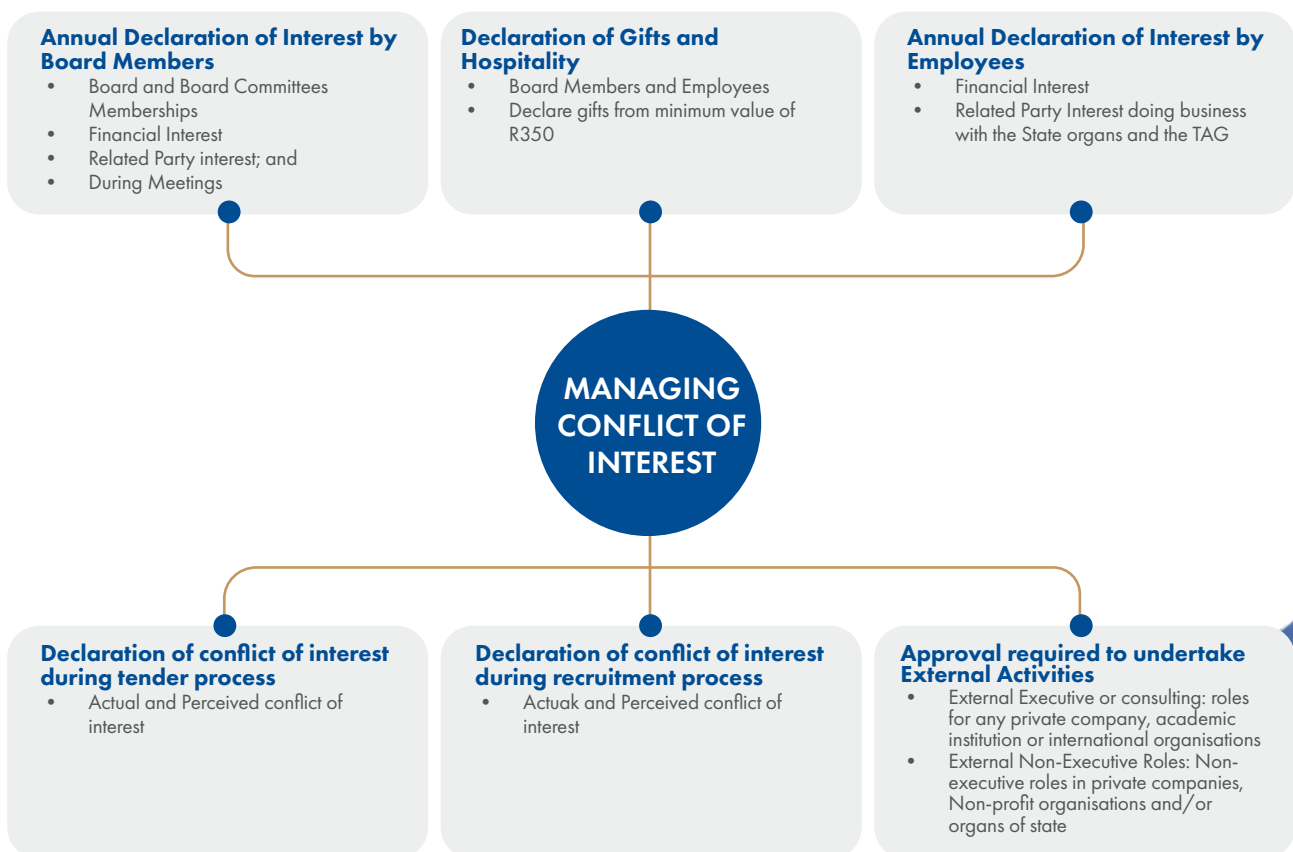 Annual Declaration of Interest by
Board Members
• Board and Board Committees
Memberships
• Financial Interest
• Related Party interest; and
• During Meetings
Declaration of Gifts and
Hospitality
• Board Members and Employees
• Declare gifts from minimum value of
R350
Annual Declaration of Interest by
Employees
• Financial Interest
• Related Party Interest doing business
with the State organs and the TAG
MANAGING
CONFLICT OF
INTEREST
Declaration of conflict of interest
during tender process
• Actual and Perceived conflict of
interest
Declaration of conflict of interest
during recruitment process
• Actuak and Perceived conflict of
interest
Approval required to undertake
External Activities
• External Executive or consulting: roles
for any private company, academic
institution or international organisations
• External Non-Executive Roles: Non-
executive roles in private companies,
Non-profit organisations and/or
organs of state